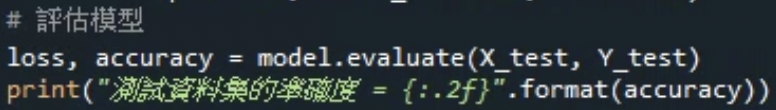 # 評估模型
loss, accuracy = model.evaluate(X_test, Y_test)
print("測試資料集的準確度 = {:.2f}".format(accuracy))